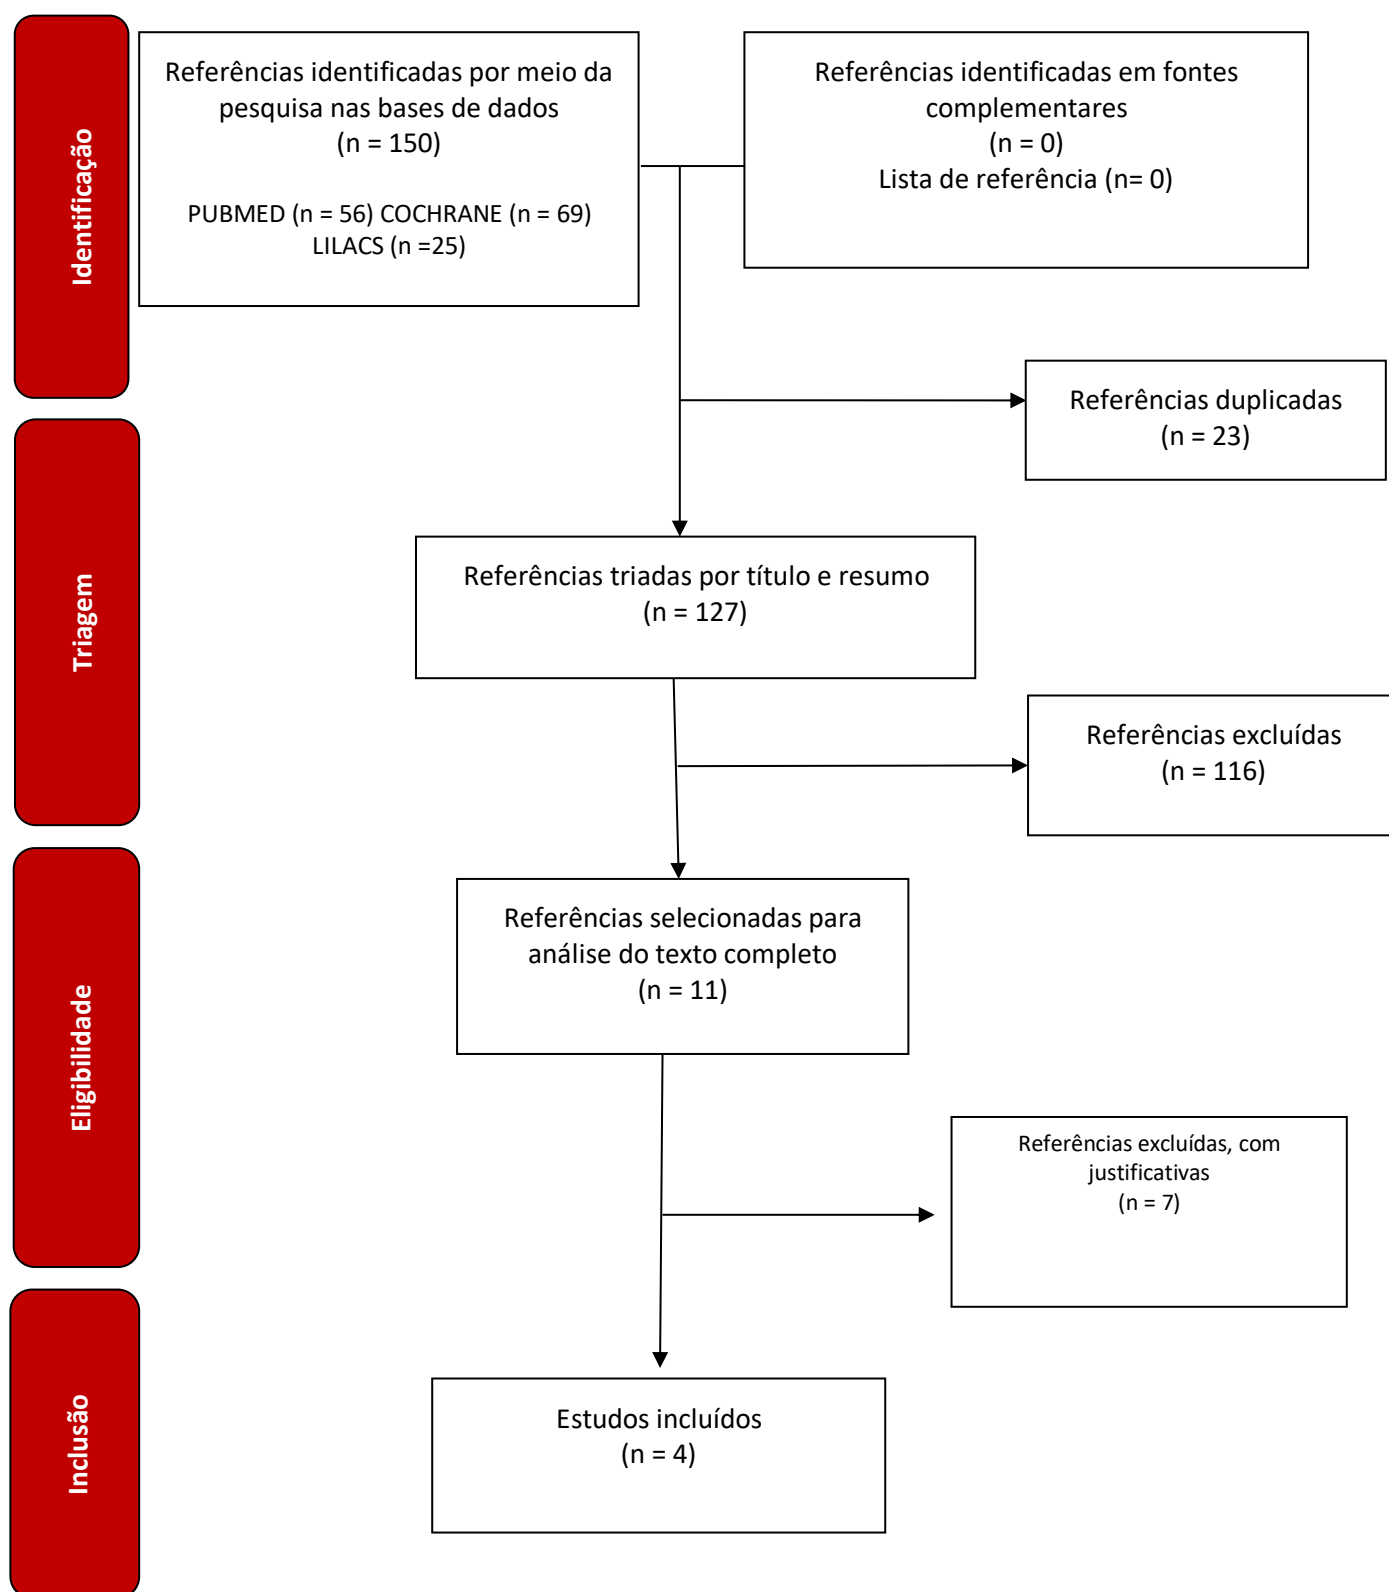 Identificação
Referências identificadas por meio da
pesquisa nas bases de dados
(n = 150)
PUBMED (n = 56) COCHRANE (n = 69)
LILACS (n =25)
Referências identificadas em fontes
complementares
(n = 0)
Lista de referência (n= 0)
Referências duplicadas
(n = 23)
Triagem
Referências triadas por título e resumo
(n = 127)
Referências excluídas
(n = 116)
Eligibilidade
Referências selecionadas para
análise do texto completo
(n = 11)
Referências excluídas, com
justificativas
(n = 7)
Inclusão
Estudos incluídos
(n = 4)